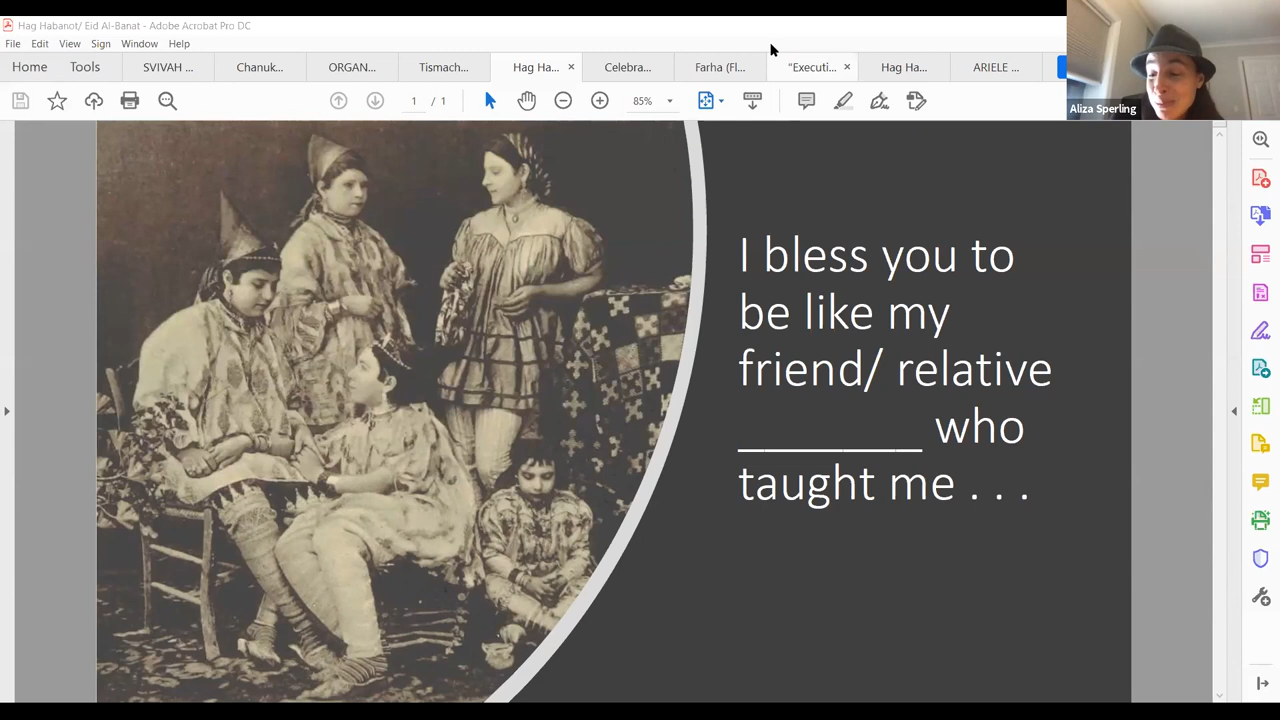 Hag Habanot/ Eid Al-Banat - Adobe Acrobat Pro DC
File Edit View Sign Window Help
Home Tools SVIVAH ... Chanuk... ORGAN... Tismach Hag Ha... × Celebra... Farha (Fl... "Executi... × Hag Ha... ARIELE ...
1 / 1 85%
Aliza Sperling
I bless you to
be like my
friend/ relative
________ who
taught me . . .